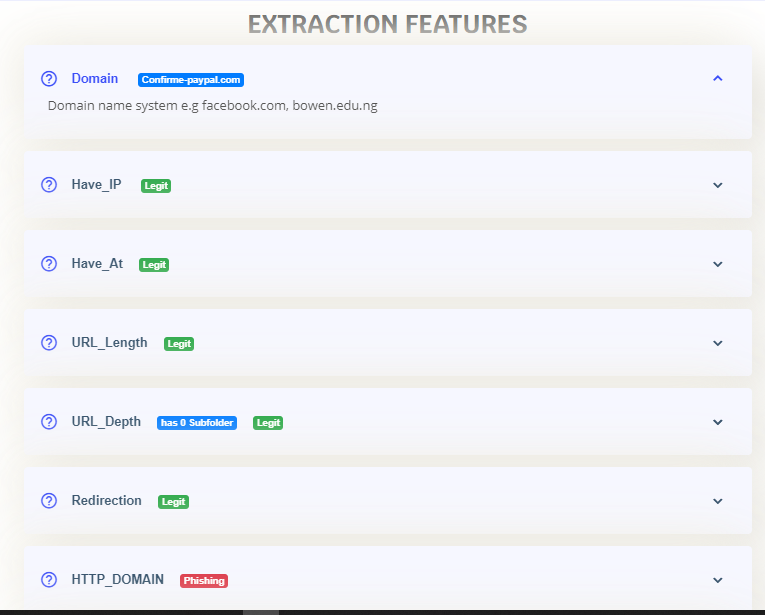 EXTRACTION FEATURES
Domain Confirme-paypal.com
Domain name system e.g facebook.com, bowen.edu.ng
Have_IP Legit
Have_At Legit
URL_Length Legit
URL_Depth has 0 Subfolder Legit
Redirection Legit
HTTP_DOMAIN Phishing